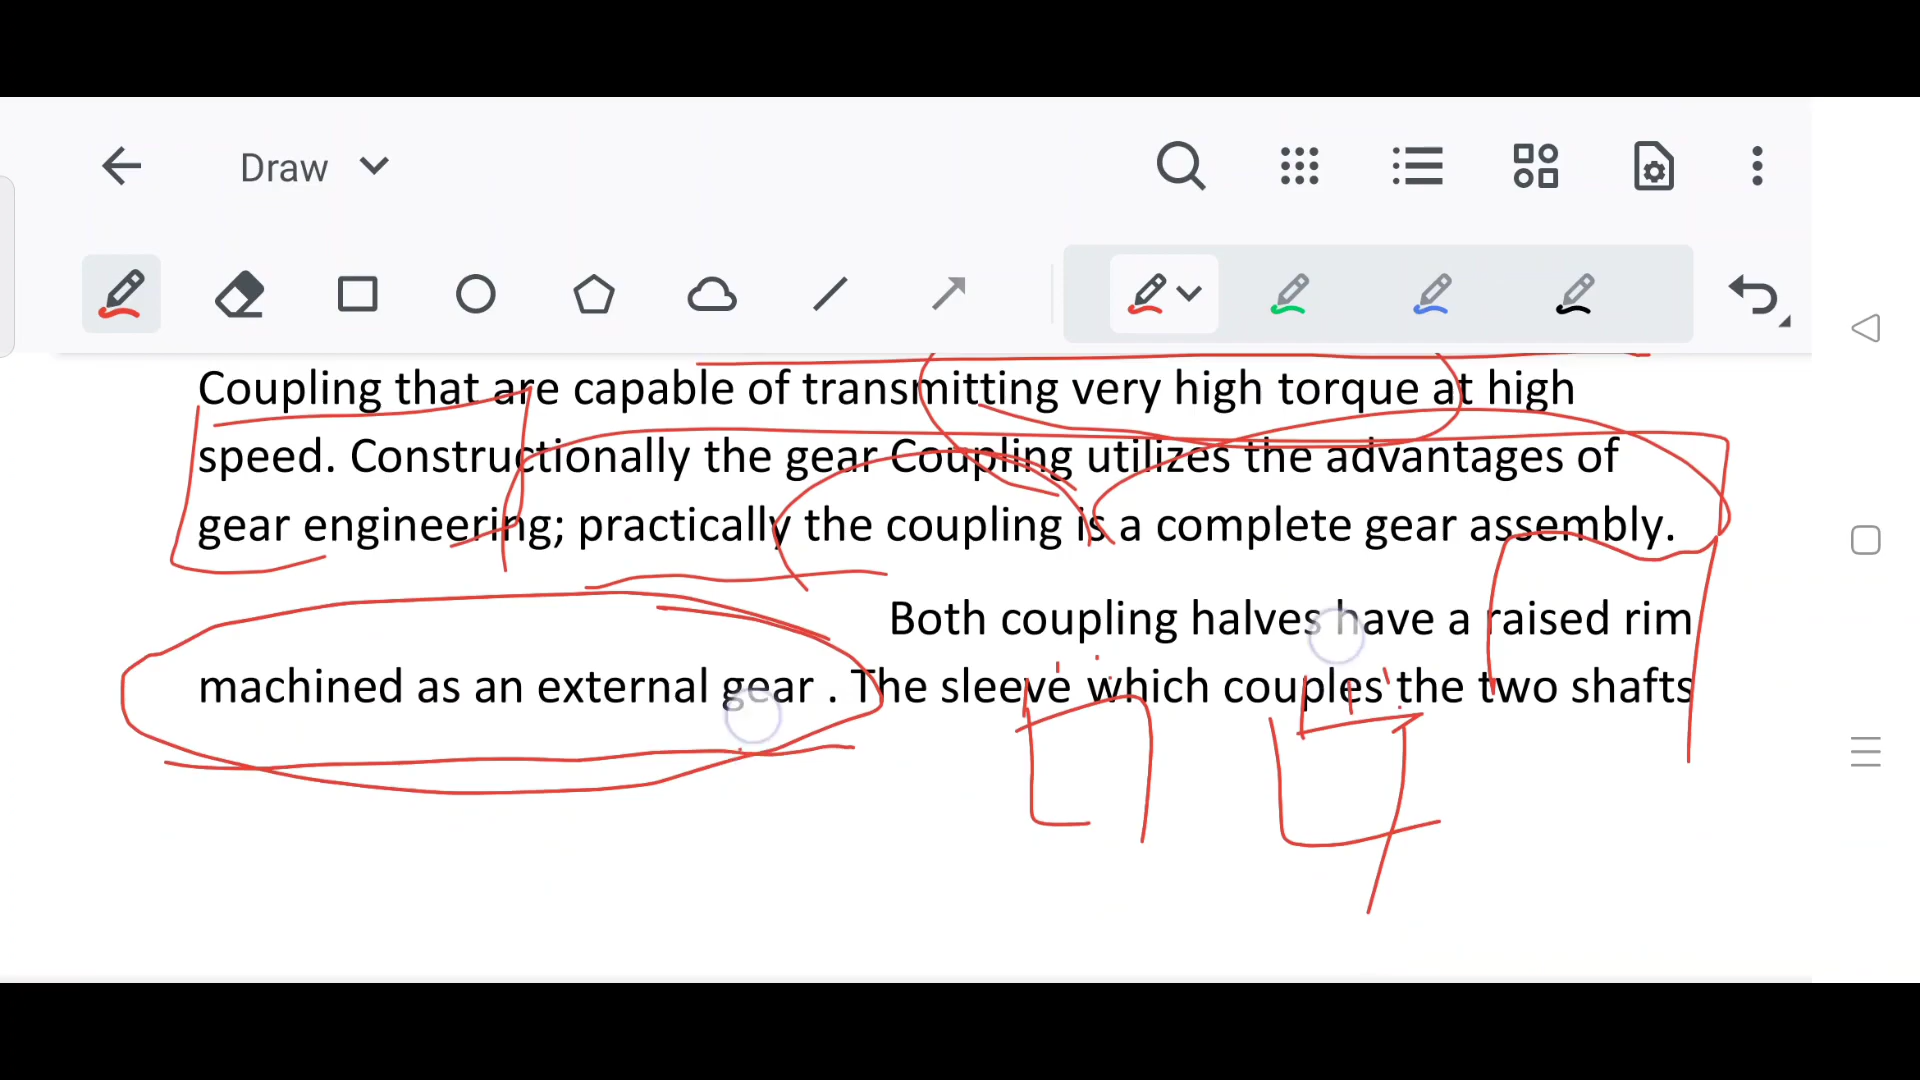 Draw
Coupling that are capable of transmitting very high torque at high
speed. Constructionally the gear Coupling utilizes the advantages of
gear engineering; practically the coupling is a complete gear assembly.
Both coupling halves have a raised rim
machined as an external gear . The sleeve which couples the two shafts